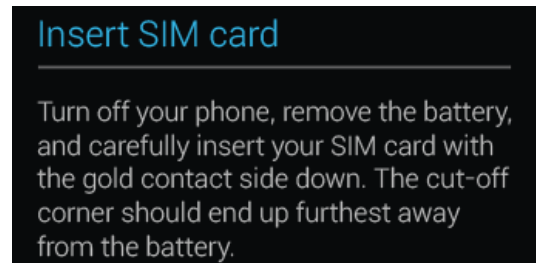 Insert SIM card
Turn off your phone, remove the battery,
and carefully insert your SIM card with
the gold contact side down. The cut-off
corner should end up furthest away
from the battery.